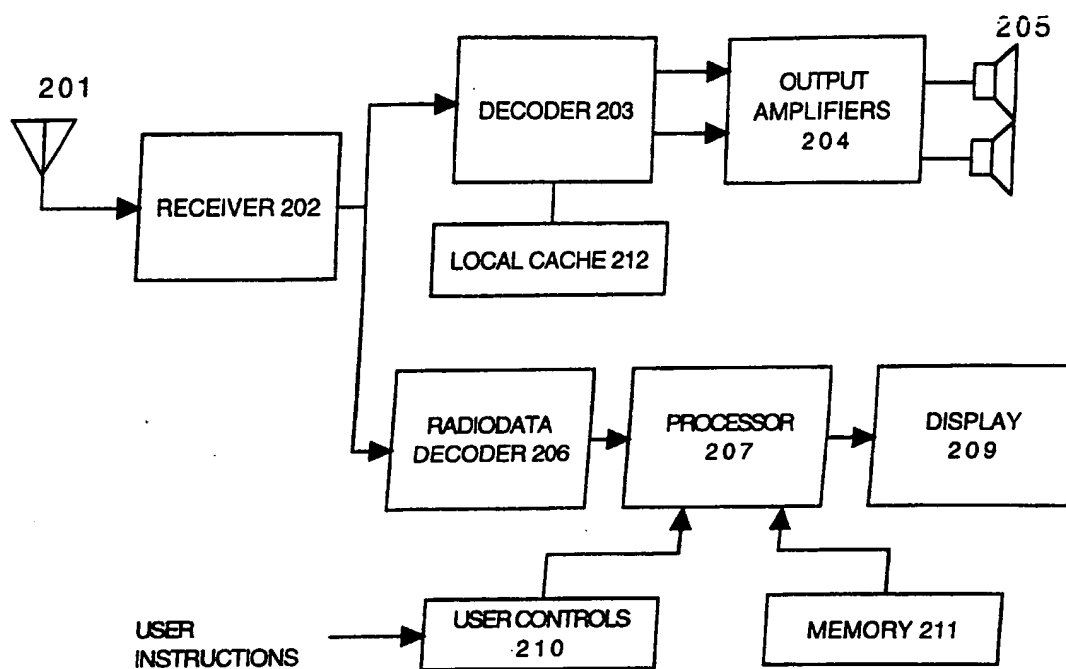 205
201
DECODER 203
OUTPUT
AMPLIFIERS
204
RECEIVER 202
LOCAL CACHE 212
RADIODATA
DECODER 206
PROCESSOR
207
DISPLAY
209
USER
INSTRUCTIONS
USER CONTROLS
210
MEMORY 211